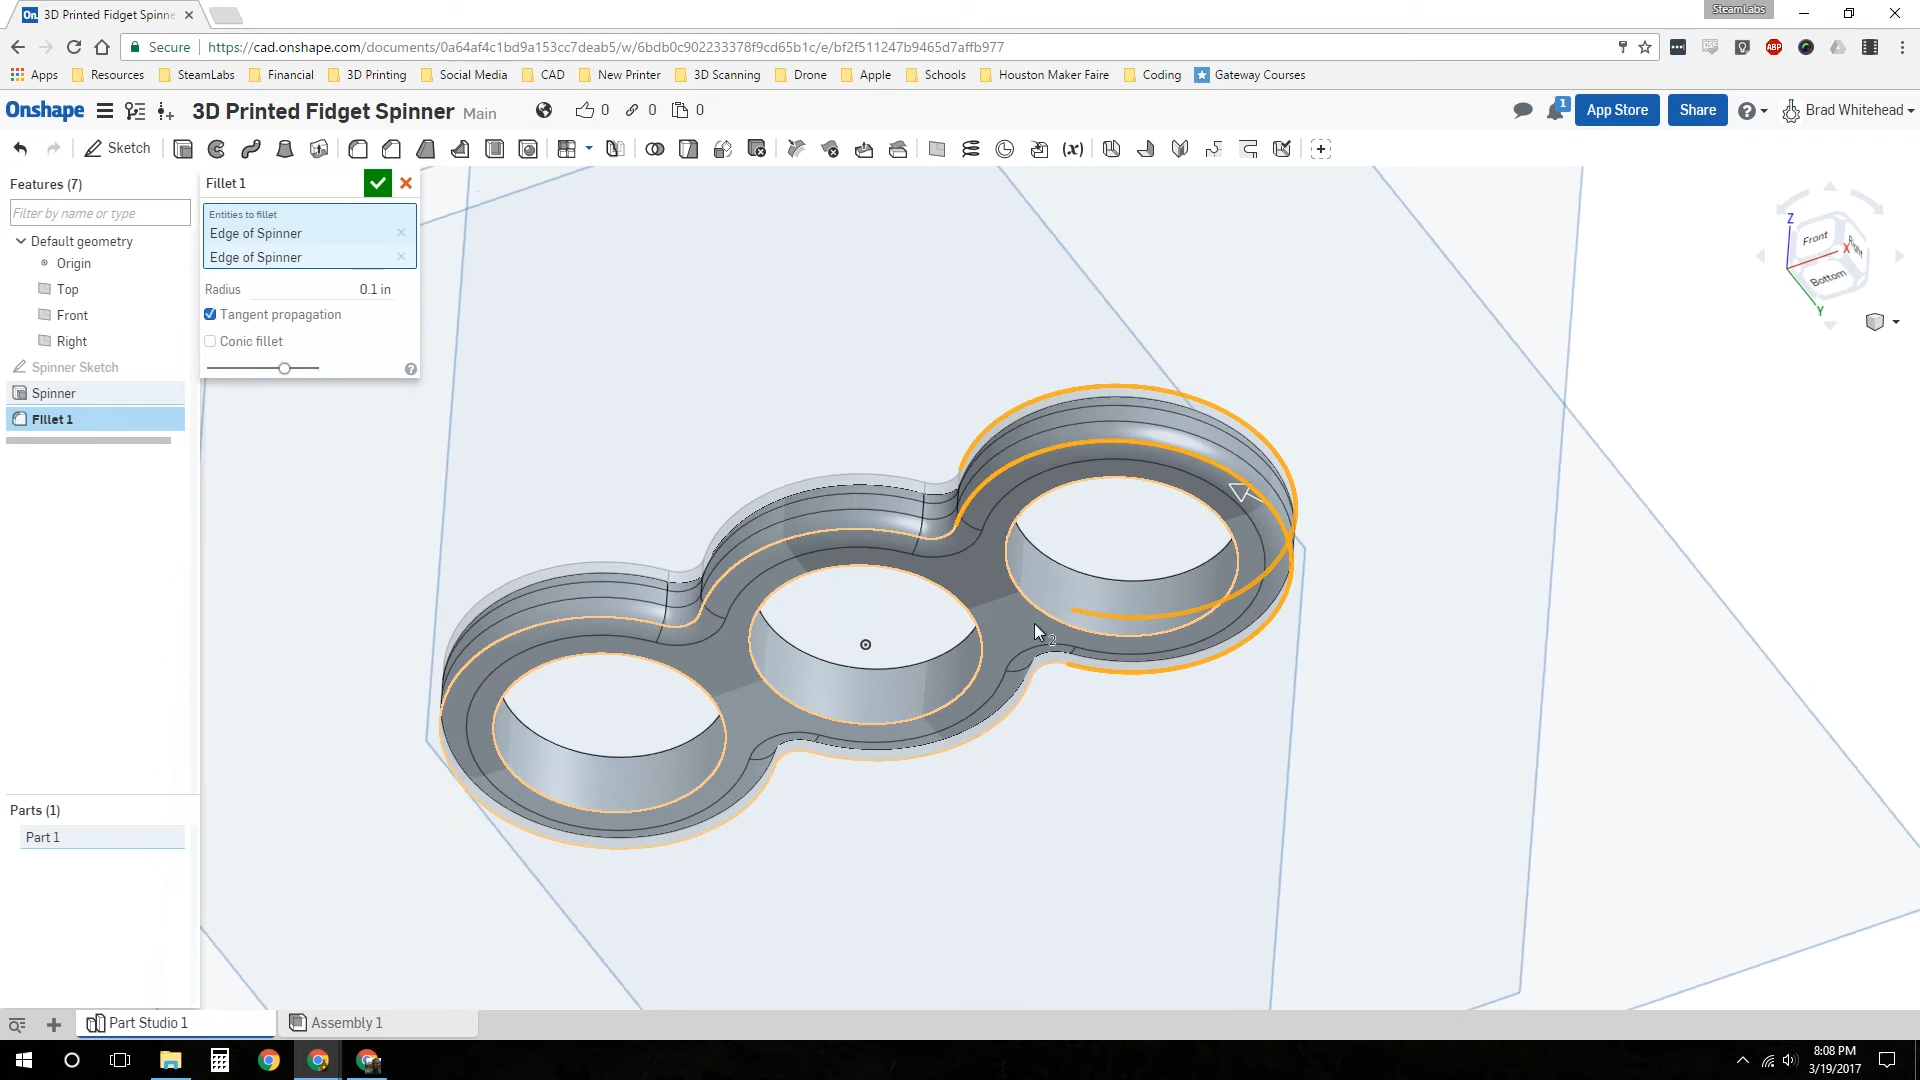 3D Printed Fidget Spinne
SteamLabs
Secure
https://cad.onshape.com/documents/0a64af4c1bd9a153cc7deab5/w/6bdb0c902233378f9cd65b1c/e/bf2f511247b9465d7affb977
ABP
Apps Resources SteamLabs Financial 3D Printing Social Media CAD New Printer 3D Scanning Drone Apple Schools Houston Maker Faire Coding Gateway Courses
Onshape 3D Printed Fidget Spinner Main 0 0 0 1 App Store Share Brad Whitehead
Sketch (x)
Features (7)
Filter by name or type
Default geometry
Origin
Top
Front
Right
Spinner Sketch
Spinner
Fillet 1
Fillet 1
Entities to fillet
Edge of Spinner
Edge of Spinner
Radius 0.1 in
Tangent propagation
Conic fillet
Z
Front
X
Right
Bottom
Y
2
Parts (1)
Part 1
Part Studio 1
Assembly 1
8:08 PM
3/19/2017